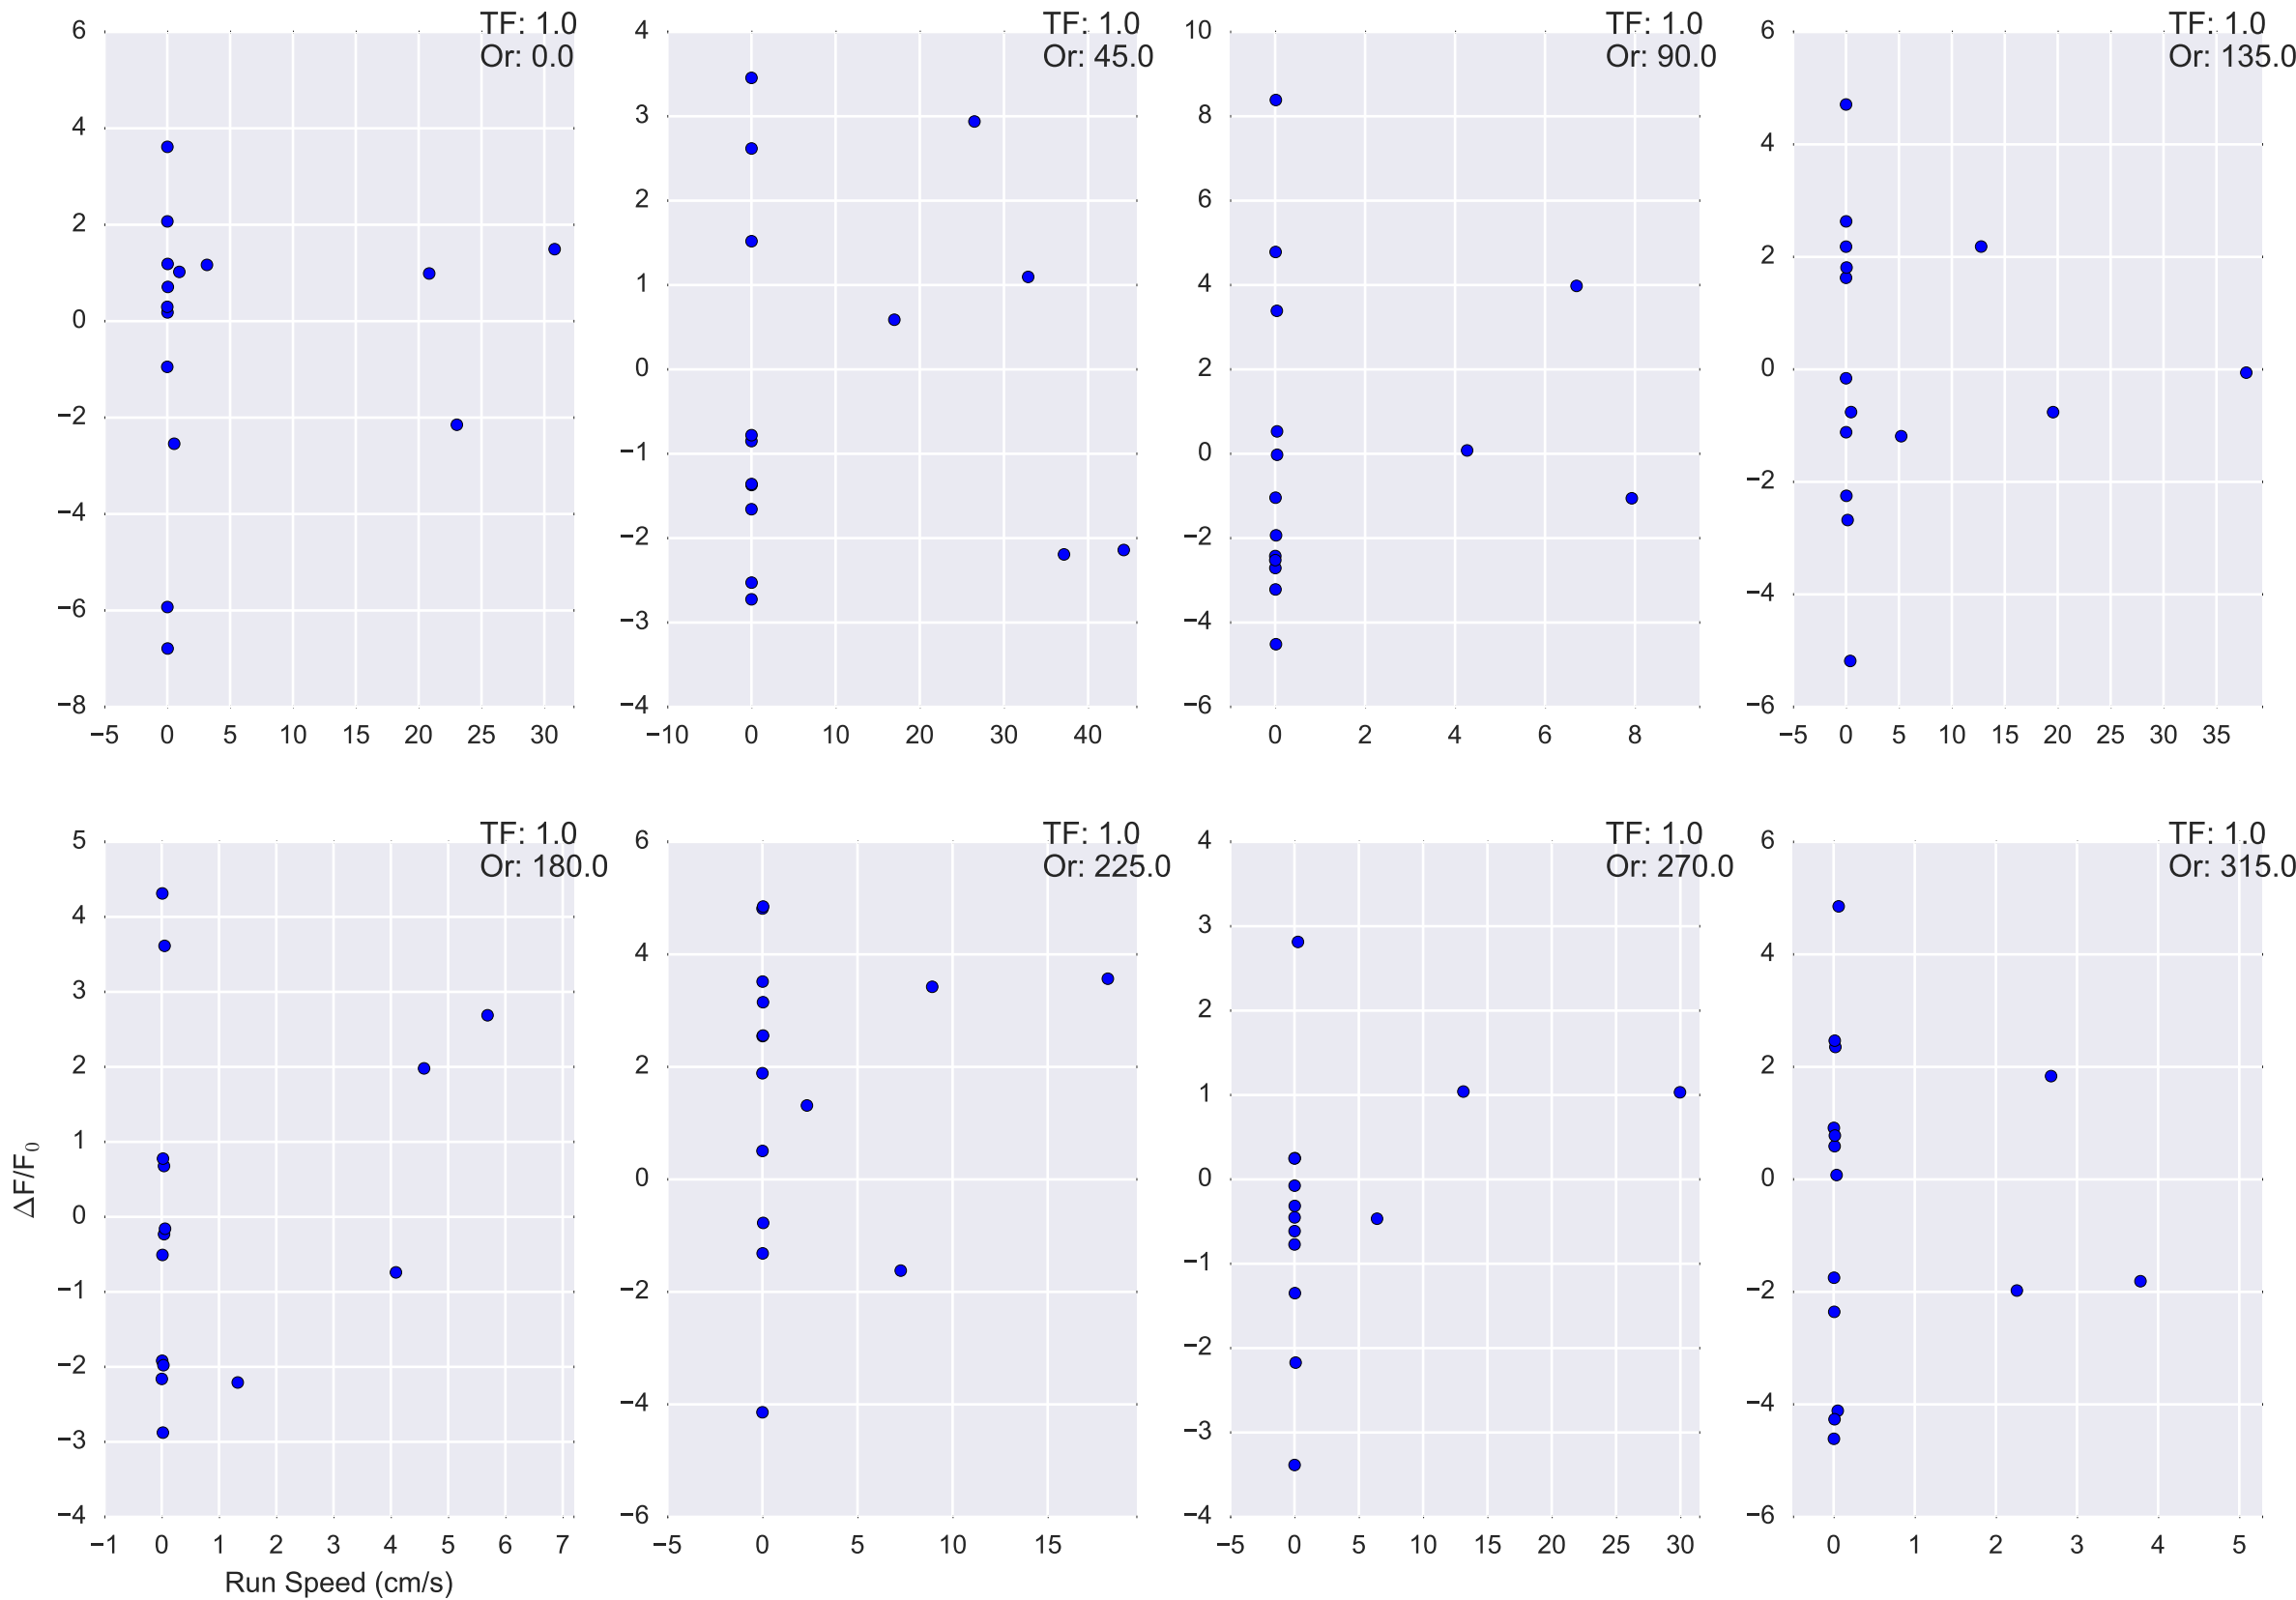 TF: 1.0
Or: 0.0
6
4
2
0
−2
−4
−6
−8
−5 0 5 10 15 20 25 30
TF: 1.0
Or: 45.0
4
3
2
1
0
−1
−2
−3
−4
−10 0 10 20 30 40
TF: 1.0
Or: 90.0
10
8
6
4
2
0
−2
−4
−6
0 2 4 6 8
TF: 1.0
Or: 135.0
6
4
2
0
−2
−4
−6
−5 0 5 10 15 20 25 30 35
TF: 1.0
Or: 180.0
5
4
3
2
1
0
−1
−2
−3
−4
ΔF/F₀
−1 0 1 2 3 4 5 6 7
Run Speed (cm/s)
TF: 1.0
Or: 225.0
6
4
2
0
−2
−4
−6
−5 0 5 10 15
TF: 1.0
Or: 270.0
4
3
2
1
0
−1
−2
−3
−4
−5 0 5 10 15 20 25 30
TF: 1.0
Or: 315.0
6
4
2
0
−2
−4
−6
0 1 2 3 4 5